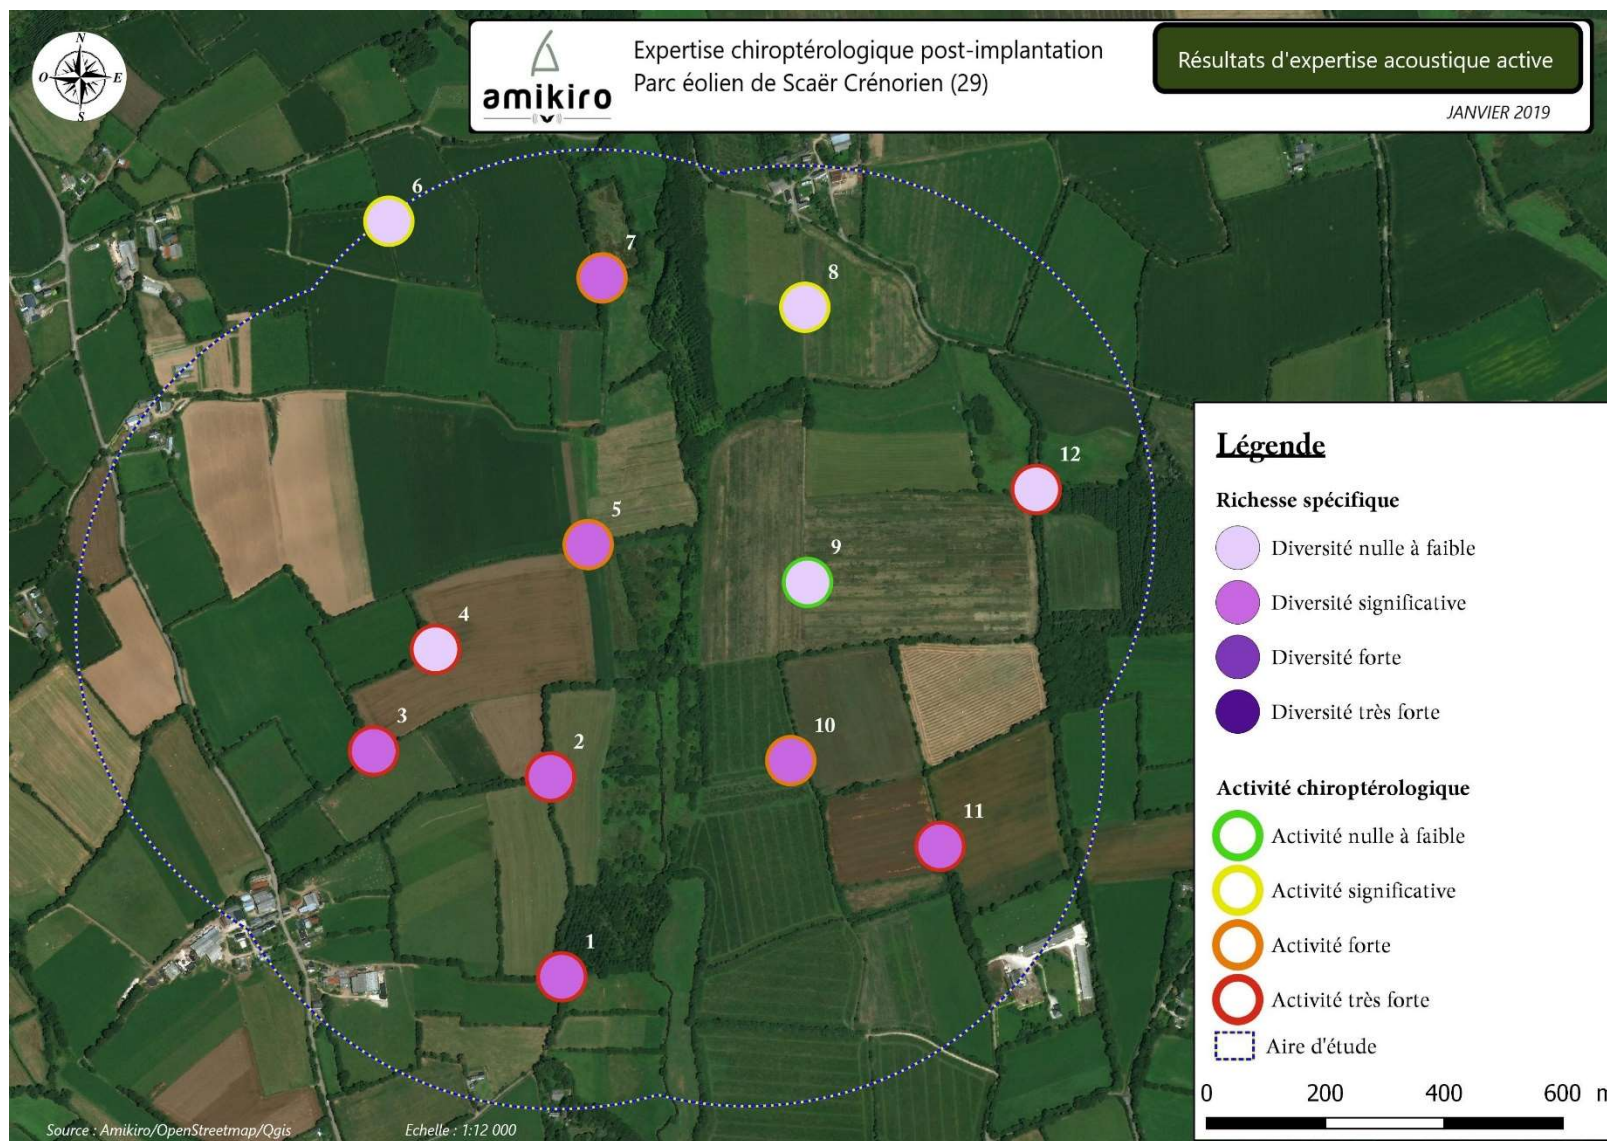 N
O
E
S
amikiro
Expertise chiroptérologique post-implantation
Parc éolien de Scaër Crénorien (29)
Résultats d'expertise acoustique active
JANVIER 2019
6
7
8
12
5
9
4
3
2
10
11
1
Légende
Richesse spécifique
Diversité nulle à faible
Diversité significative
Diversité forte
Diversité très forte
Activité chiroptérologique
Activité nulle à faible
Activité significative
Activité forte
Activité très forte
Aire d'étude
0 200 400 600 m
Source : Amikiro/OpenStreetmap/Qgis
Echelle : 1:12 000